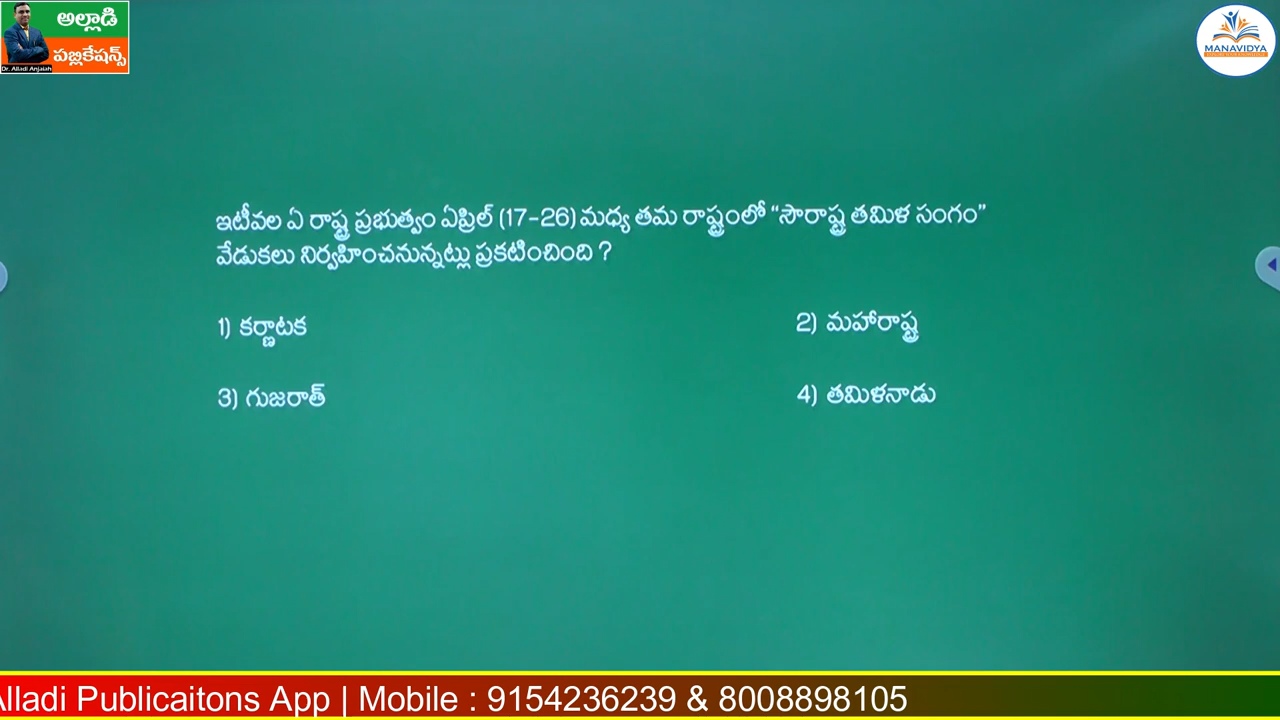 అల్లాడి
పబ్లికేషన్స్
Dr. Alladi Anjaiah
MANAVIDYA
ఇటీవల ఏ రాష్ట్ర ప్రభుత్వం ఏప్రిల్ (17-26) మధ్య తమ రాష్ట్రంలో “సౌరాష్ట్ర తమిళ సంగం”
వేడుకలు నిర్వహించనున్నట్లు ప్రకటించింది ?
1) కర్ణాటక
2) మహారాష్ట్ర
3) గుజరాత్
4) తమిళనాడు
Alladi Publicaitons App | Mobile : 9154236239 & 8008898105